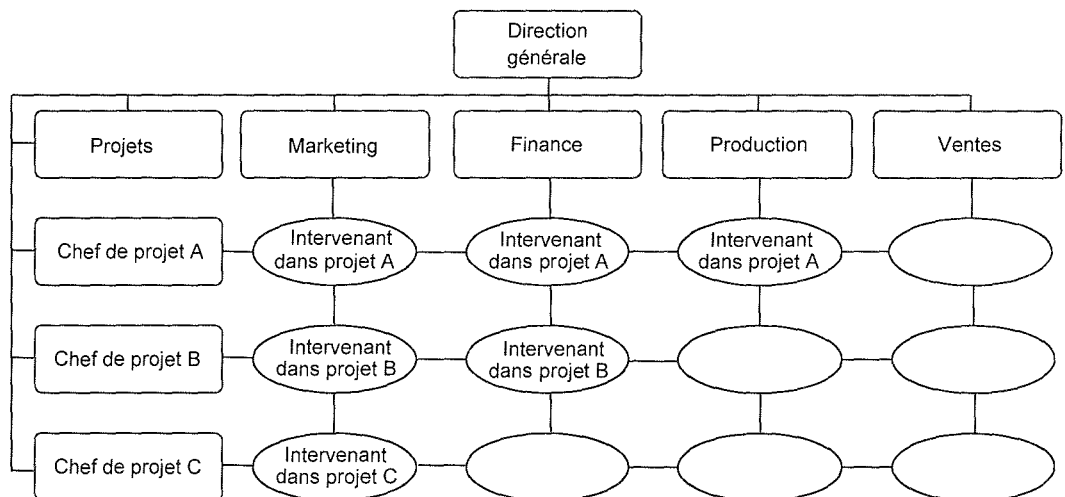 Direction
générale
Projets
Marketing
Finance
Production
Ventes
Chef de projet A
Intervenant
dans projet A
Intervenant
dans projet A
Intervenant
dans projet A
Chef de projet B
Intervenant
dans projet B
Intervenant
dans projet B
Chef de projet C
Intervenant
dans projet C